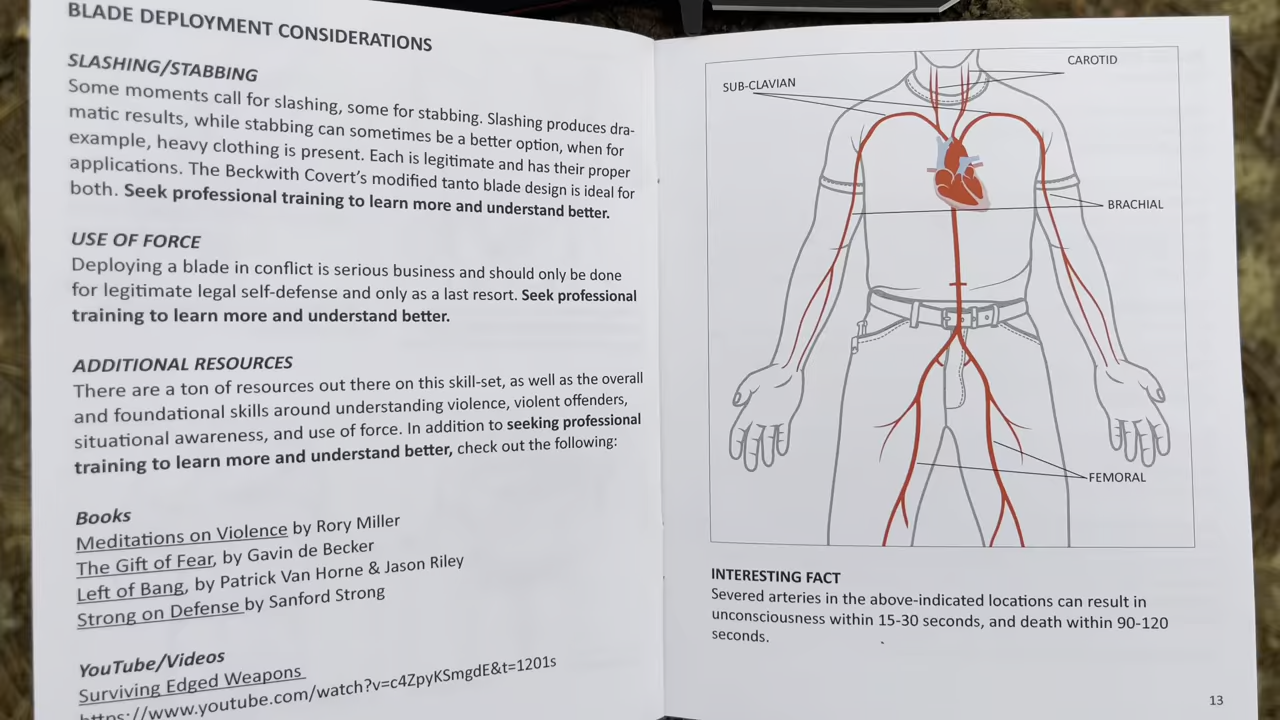 BLADE DEPLOYMENT CONSIDERATIONS
SLASHING/STABBING
Some moments call for slashing, some for stabbing. Slashing produces dra-
matic results, while stabbing can sometimes be a better option, when for
example, heavy clothing is present. Each is legitimate and has their proper
applications. The Beckwith Covert's modified tanto blade design is ideal for
both. Seek professional training to learn more and understand better.
USE OF FORCE
Deploying a blade in conflict is serious business and should only be done
for legitimate legal self-defense and only as a last resort. Seek professional
training to learn more and understand better.
ADDITIONAL RESOURCES
There are a ton of resources out there on this skill-set, as well as the overall
and foundational skills around understanding violence, violent offenders,
situational awareness, and use of force. In addition to seeking professional
training to learn more and understand better, check out the following:
Books
Meditations on Violence by Rory Miller
The Gift of Fear, by Gavin de Becker
Left of Bang, by Patrick Van Horne & Jason Riley
Strong on Defense by Sanford Strong
YouTube/Videos
Surviving Edged Weapons
https://www.youtube.com/watch?v=c4ZpyKSmgdE&t=1201s
CAROTID
SUB-CLAVIAN
BRACHIAL
FEMORAL
INTERESTING FACT
Severed arteries in the above-indicated locations can result in
unconsciousness within 15-30 seconds, and death within 90-120
seconds.
13